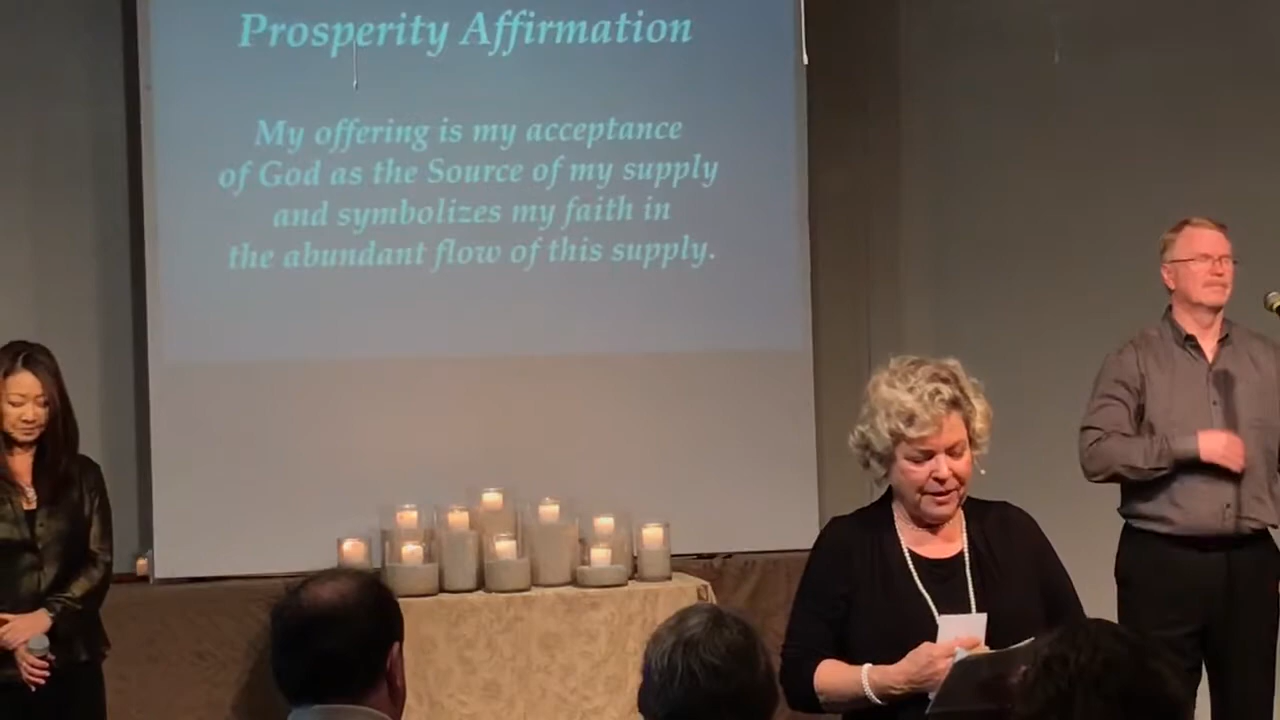 Prosperity Affirmation
My offering is my acceptance
of God as the Source of my supply
and symbolizes my faith in
the abundant flow of this supply.